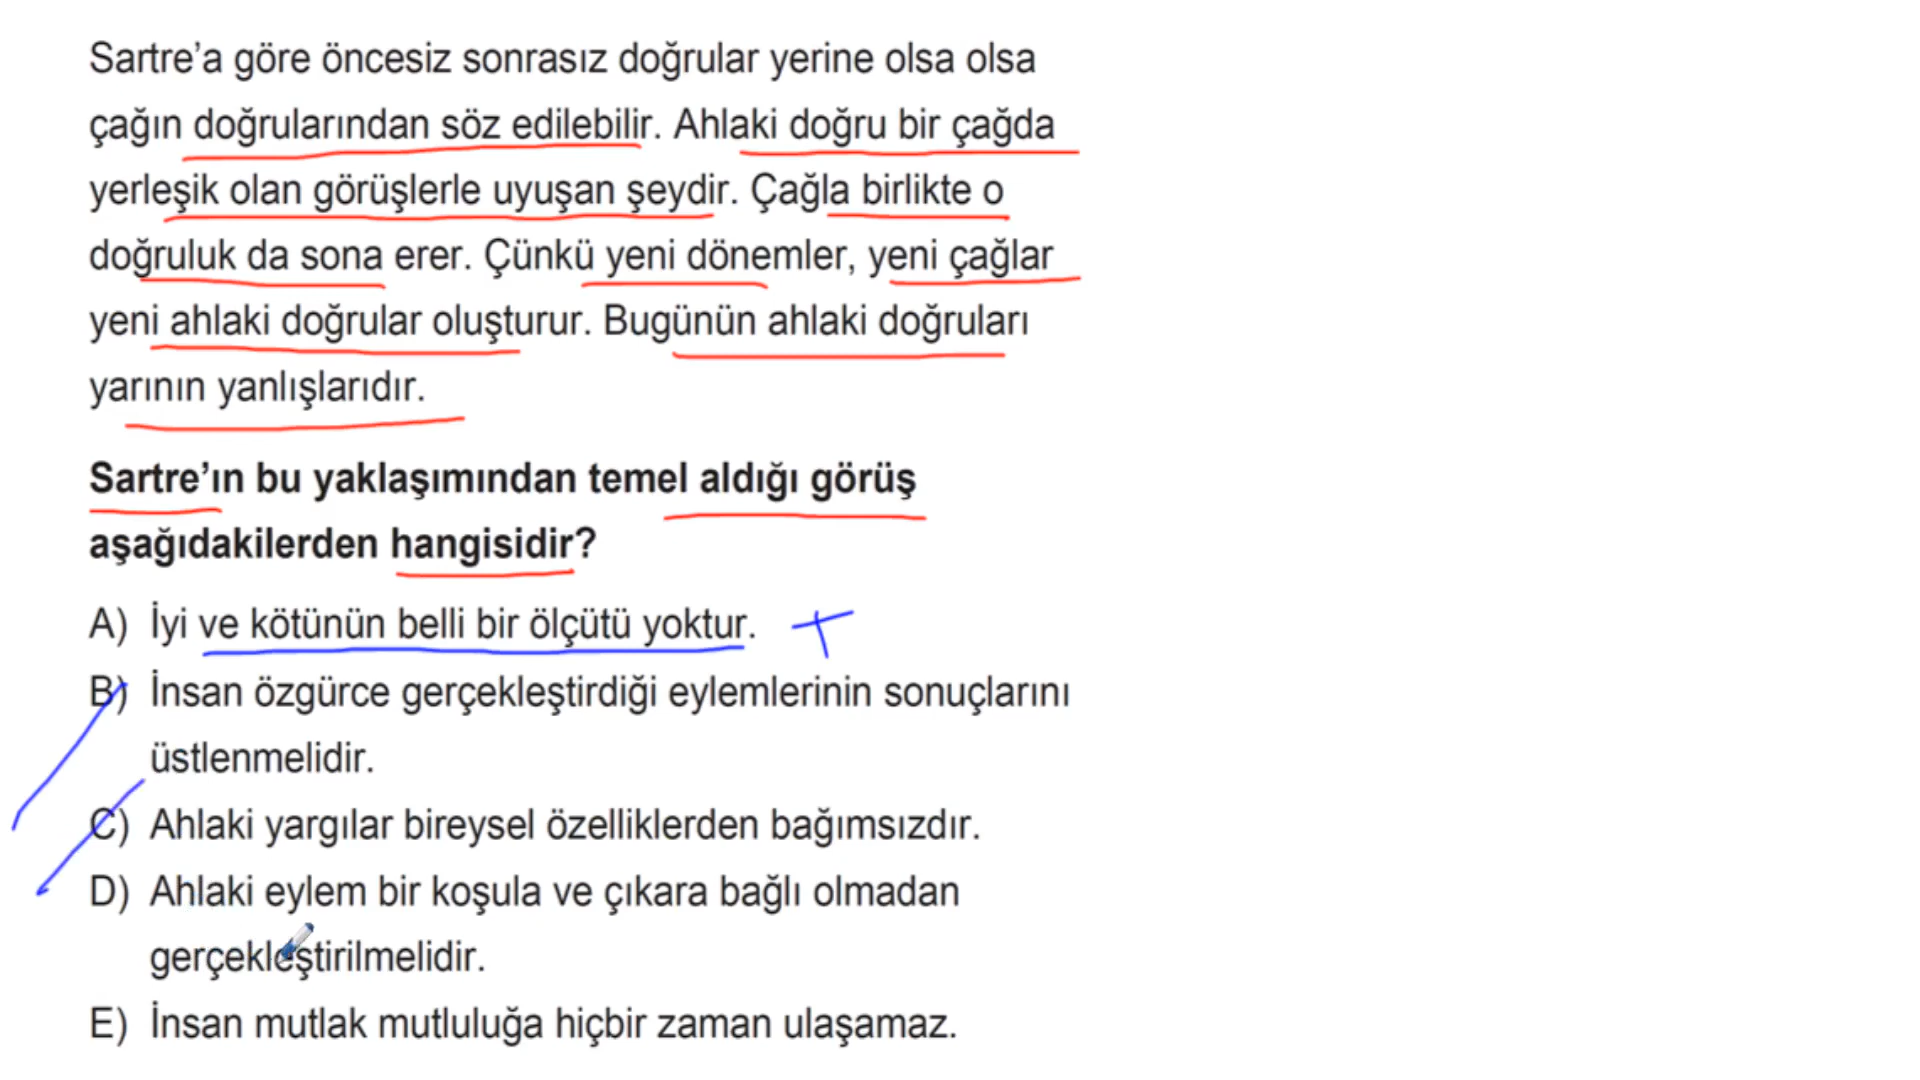 Sartre’a göre öncesiz sonrasız doğrular yerine olsa olsa
çağın doğrularından söz edilebilir. Ahlaki doğru bir çağda
yerleşik olan görüşlerle uyuşan şeydir. Çağla birlikte o
doğruluk da sona erer. Çünkü yeni dönemler, yeni çağlar
yeni ahlaki doğrular oluşturur. Bugünün ahlaki doğruları
yarının yanlışlarıdır.
Sartre’ın bu yaklaşımından temel aldığı görüş
aşağıdakilerden hangisidir?
A) İyi ve kötünün belli bir ölçütü yoktur.
B) İnsan özgürce gerçekleştirdiği eylemlerinin sonuçlarını
üstlenmelidir.
C) Ahlaki yargılar bireysel özelliklerden bağımsızdır.
D) Ahlaki eylem bir koşula ve çıkara bağlı olmadan
gerçekleştirilmelidir.
E) İnsan mutlak mutluluğa hiçbir zaman ulaşamaz.